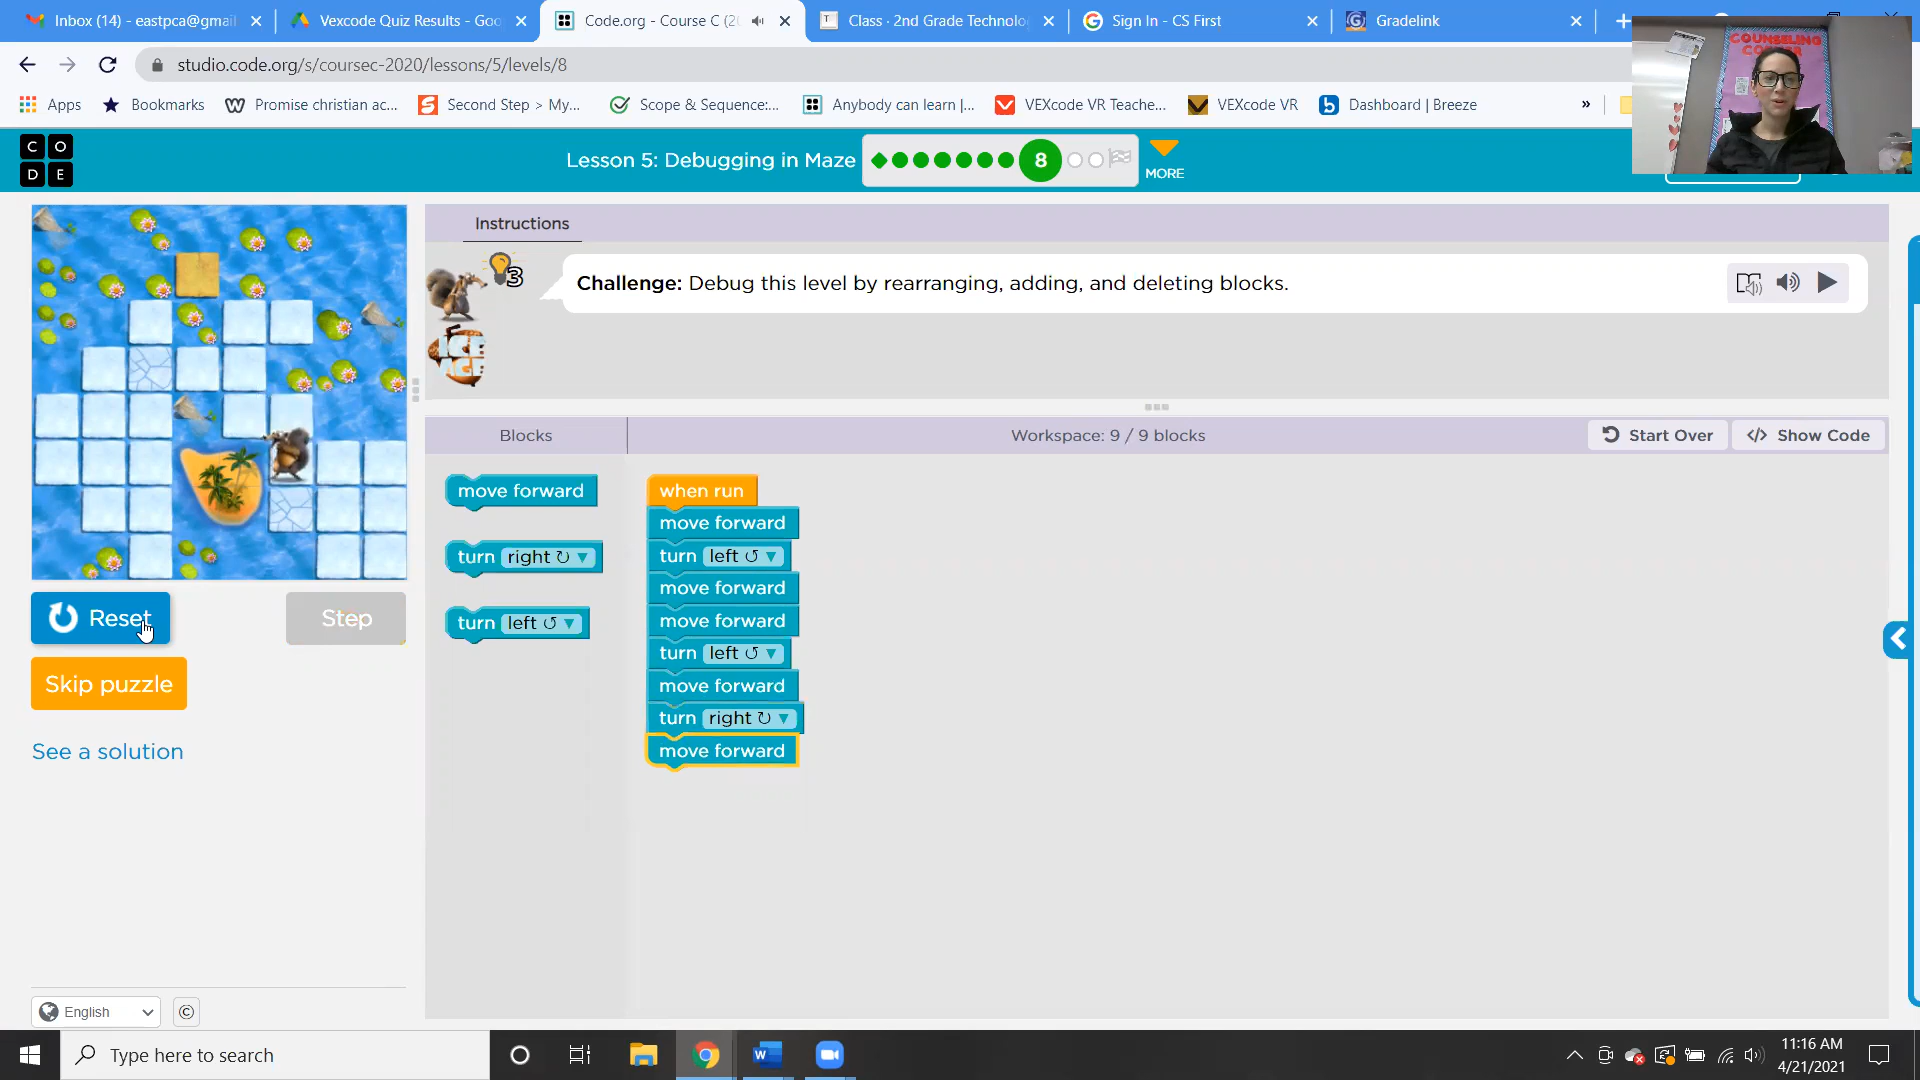 Inbox (14) - eastpca@gmail
Vexcode Quiz Results - Goo
Code.org - Course C (2
Class · 2nd Grade Technolo
Sign In - CS First
Gradelink
studio.code.org/s/coursec-2020/lessons/5/levels/8
Apps
Bookmarks
Promise christian ac...
Second Step > My...
Scope & Sequence:...
Anybody can learn |...
VEXcode VR Teache...
VEXcode VR
Dashboard | Breeze
»
COUNSELING
C O
D E
Lesson 5: Debugging in Maze
8
MORE
Instructions
3
Challenge: Debug this level by rearranging, adding, and deleting blocks.
ICE
AGE
Blocks
Workspace: 9 / 9 blocks
Start Over
</> Show Code
move forward
turn right ↻ ▼
turn left ↺ ▼
when run
move forward
turn left ↺ ▼
move forward
move forward
turn left ↺ ▼
move forward
turn right ↻ ▼
move forward
Reset
Step
Skip puzzle
See a solution
English
©
Type here to search
11:16 AM
4/21/2021